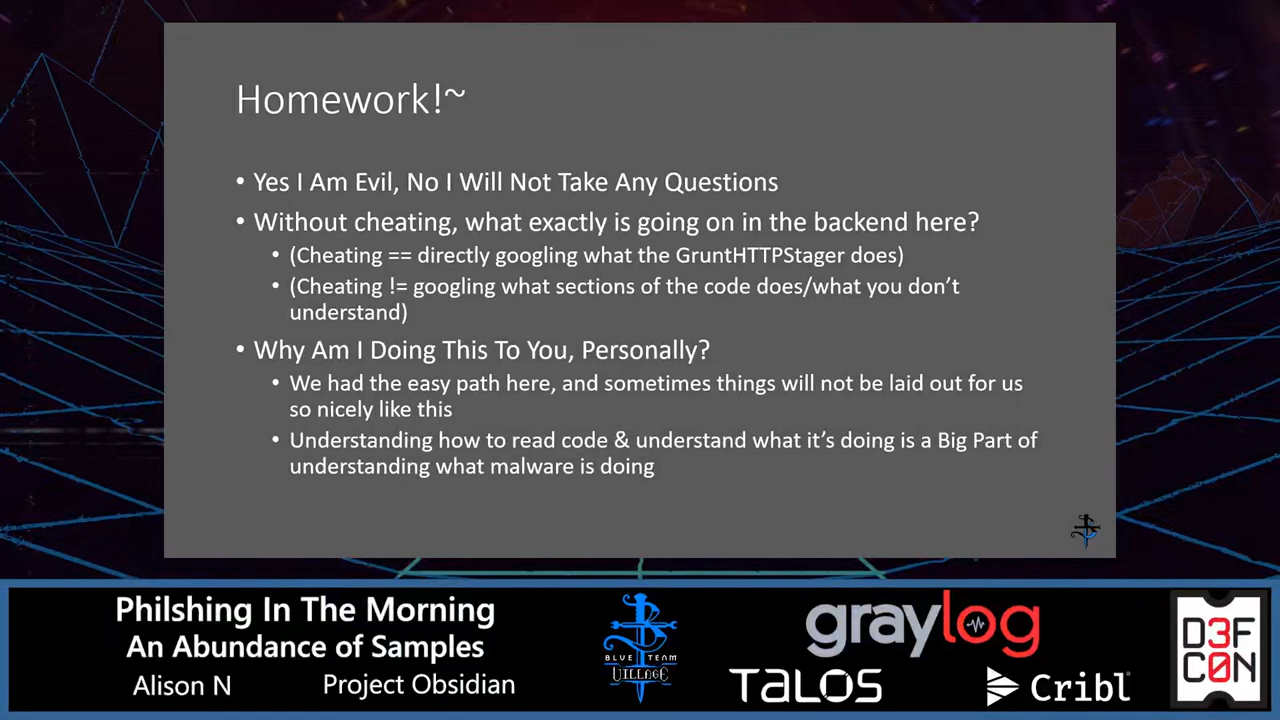 Homework!~
• Yes I Am Evil, No I Will Not Take Any Questions
• Without cheating, what exactly is going on in the backend here?
• (Cheating == directly googling what the GruntHTTPStager does)
• (Cheating != googling what sections of the code does/what you don't
understand)
• Why Am I Doing This To You, Personally?
• We had the easy path here, and sometimes things will not be laid out for us
so nicely like this
• Understanding how to read code & understand what it's doing is a Big Part of
understanding what malware is doing
Philshing In The Morning
An Abundance of Samples
Alison N
Project Obsidian
BLUE TEAM
VILLAGE
graylog
TALOS
Cribl
D3F
C0N